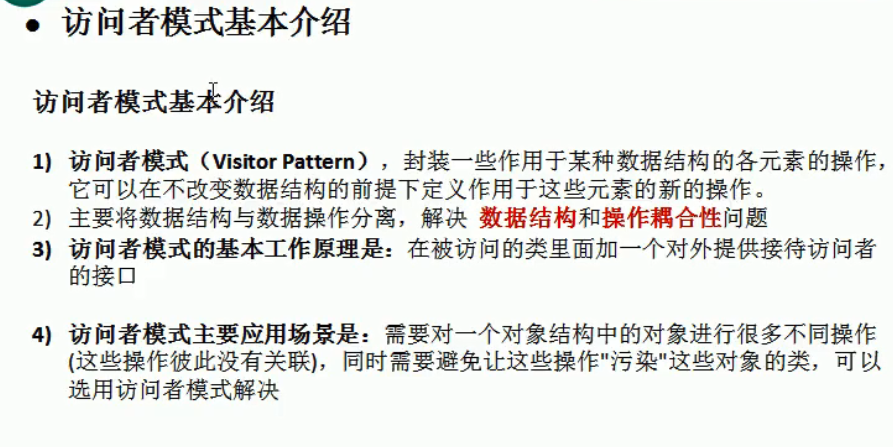 ● 访问者模式基本介绍
访问者模式基本介绍
1) 访问者模式（Visitor Pattern），封装一些作用于某种数据结构的各元素的操作，
它可以在不改变数据结构的前提下定义作用于这些元素的新的操作。
2) 主要将数据结构与数据操作分离，解决 数据结构和操作耦合性问题
3) 访问者模式的基本工作原理是：在被访问的类里面加一个对外提供接待访问者
的接口
4) 访问者模式主要应用场景是：需要对一个对象结构中的对象进行很多不同操作
(这些操作彼此没有关联)，同时需要避免让这些操作"污染"这些对象的类，可以
选用访问者模式解决